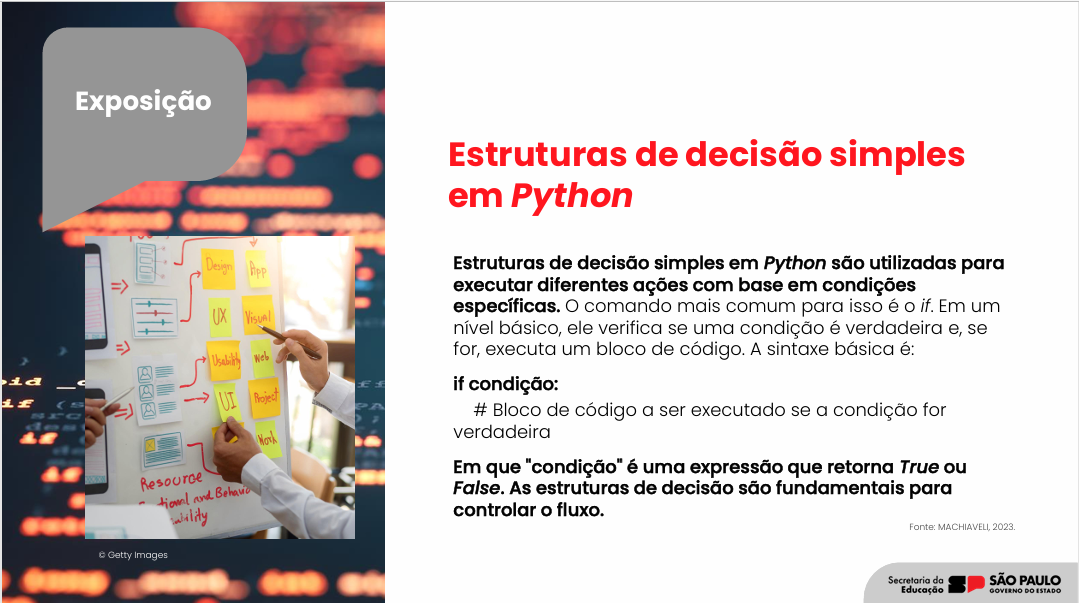 Exposição
Estruturas de decisão simples
em Python
Estruturas de decisão simples em Python são utilizadas para
executar diferentes ações com base em condições
específicas. O comando mais comum para isso é o if. Em um
nível básico, ele verifica se uma condição é verdadeira e, se
for, executa um bloco de código. A sintaxe básica é:
if condição:
# Bloco de código a ser executado se a condição for
verdadeira
Em que "condição" é uma expressão que retorna True ou
False. As estruturas de decisão são fundamentais para
controlar o fluxo.
Fonte: MACHIAVELI, 2023.
Design
App
UX
Visual
Usability
Web
UI
Project
Work
Resource
and Behavio
© Getty Images
Secretaria da
Educação
SÃO PAULO
GOVERNO DO ESTADO